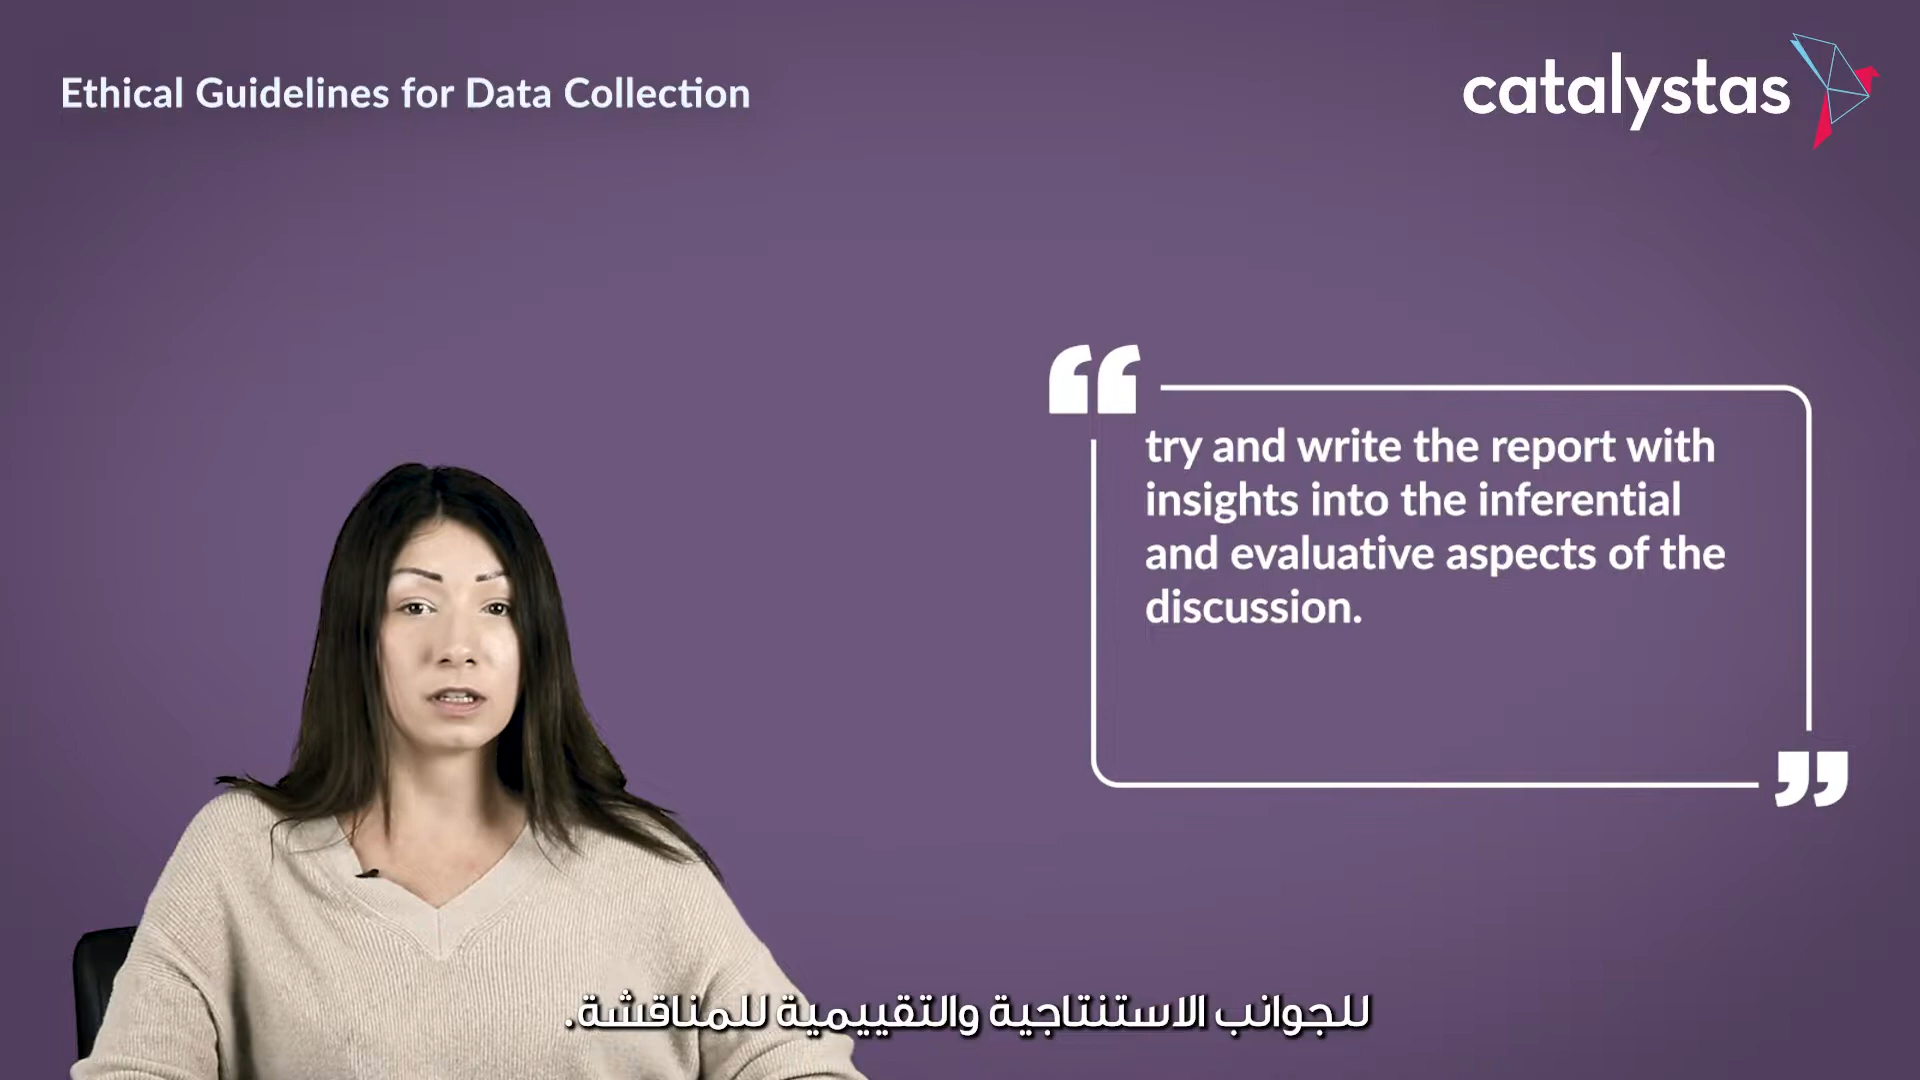 Ethical Guidelines for Data Collection
catalystas
“
try and write the report with
insights into the inferential
and evaluative aspects of the
discussion.
”
للجوانب الاستنتاجية والتقييمية للمناقشة.